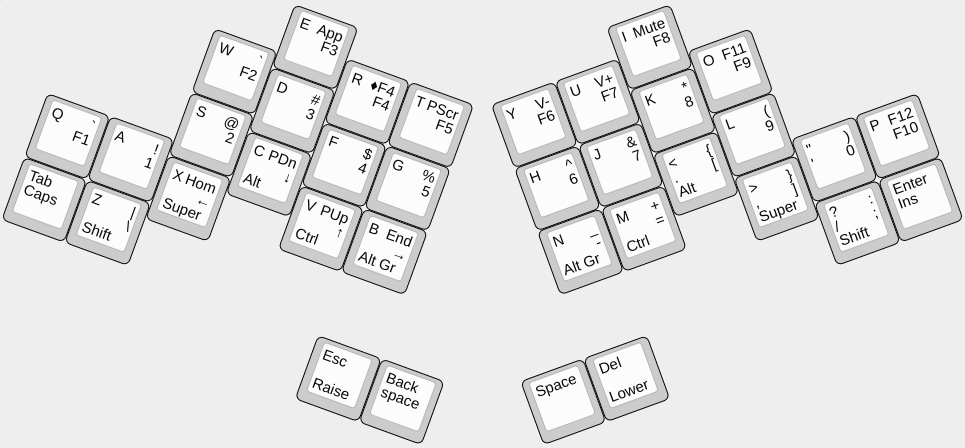 Q `
F1
A !
1
W `
F2
E App
F3
R ♦F4
F4
T PScr
F5
Tab
Caps
Z |
\
Shift
S @
2
X Hom
←
Super
D #
3
C PDn
↓
Alt
F $
4
V PUp
↑
Ctrl
G %
5
B End
→
Alt Gr
Y V-
F6
U V+
F7
I Mute
F8
O F11
F9
" )
' 0
P F12
F10
H ^
6
J &
7
K *
8
L (
9
N _
-
Alt Gr
M +
=
Ctrl
< {
. [
Alt
> }
, ]
Super
? :
/ ;
Shift
Enter
Ins
Esc
Raise
Back
space
Space
Del
Lower